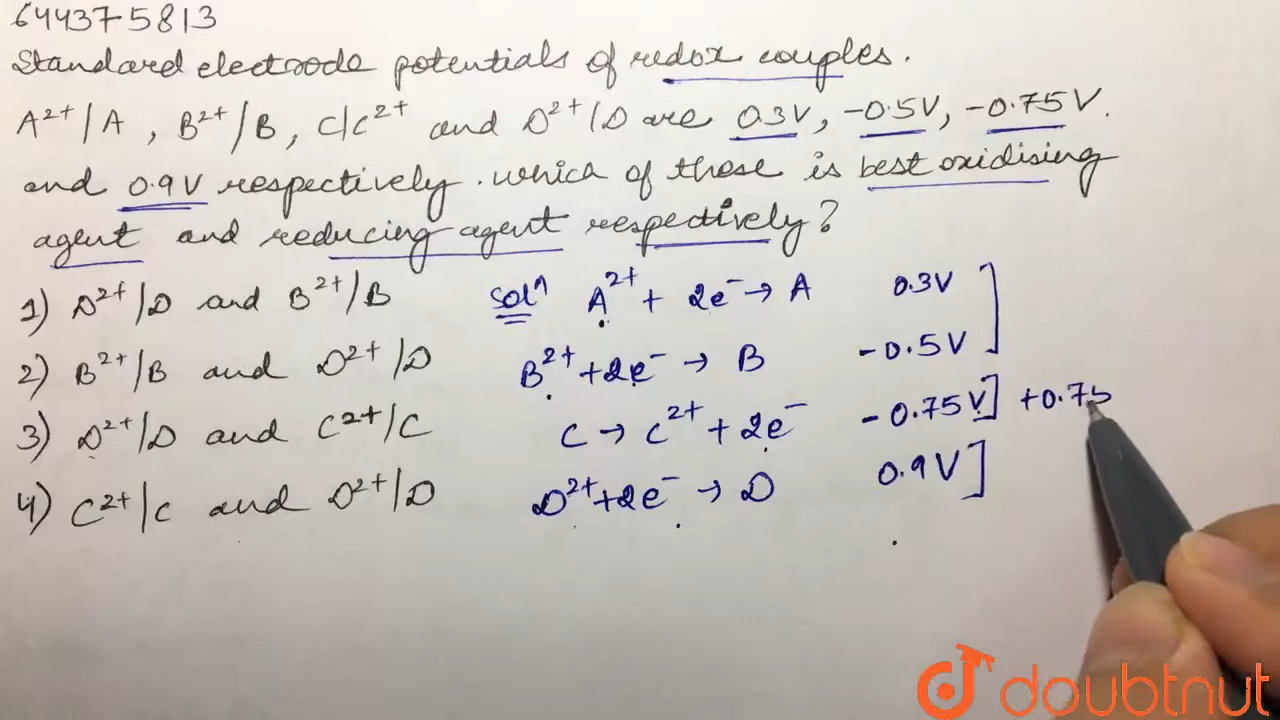 644375813
Standard electrode potentials of redox couples.
A²⁺/A, B²⁺/B, C/C²⁺ and D²⁺/D are 0.3V, -0.5V, -0.75V.
and 0.9V respectively. which of these is best oxidising
agent and reducing agent respectively?
1) D²⁺/D and B²⁺/B
2) B²⁺/B and D²⁺/D
3) D²⁺/D and C²⁺/C
4) C²⁺/C and D²⁺/D
Solⁿ A²⁺ + 2e⁻ → A 0.3V
B²⁺ + 2e⁻ → B -0.5V
C → C²⁺ + 2e⁻ -0.75V] +0.75
D²⁺ + 2e⁻ → D 0.9V]
doubtnut